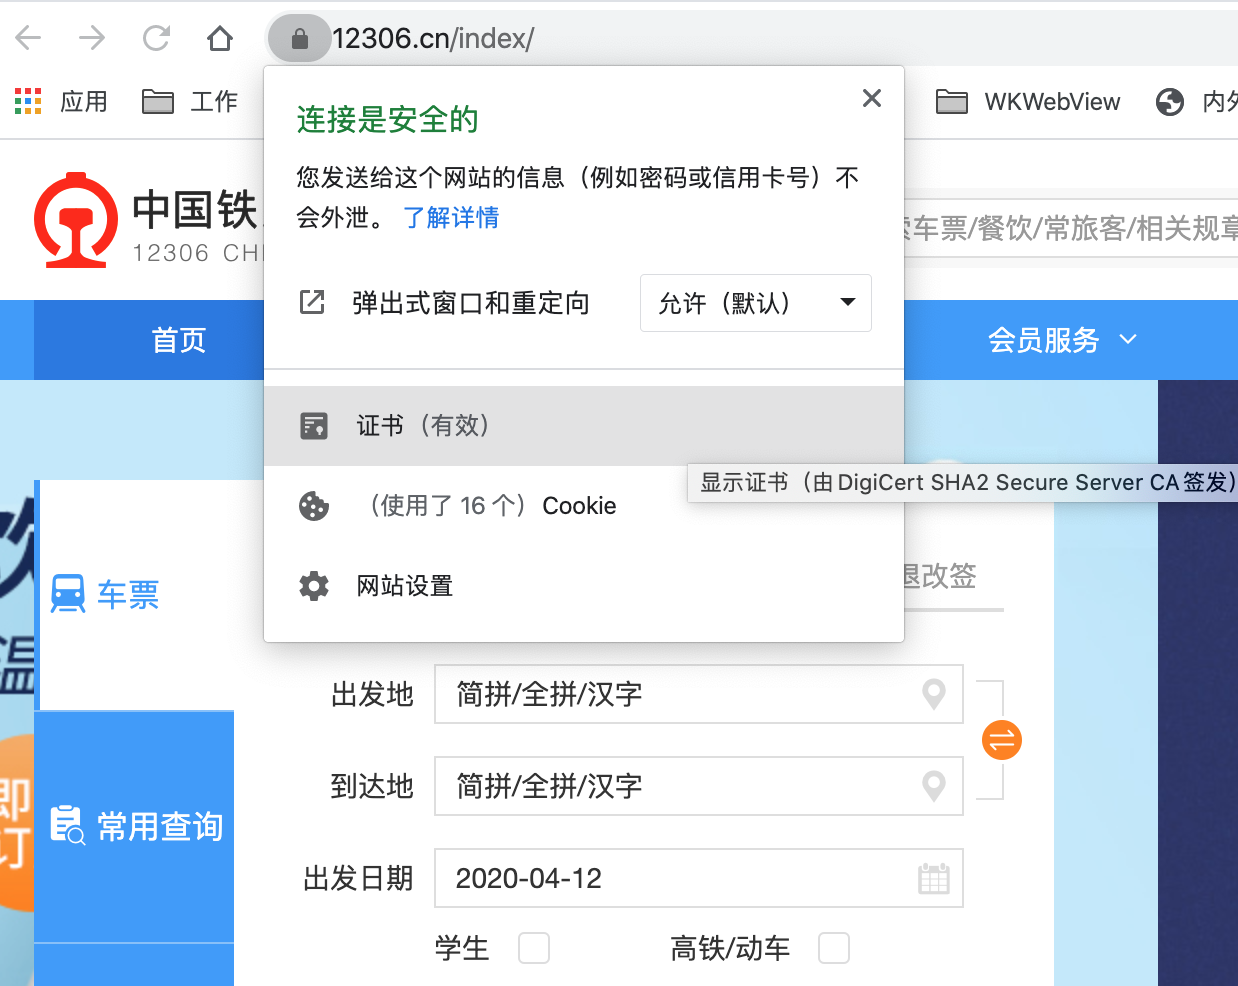 12306.cn/index/
应用
工作
WKWebView
内
连接是安全的
您发送给这个网站的信息（例如密码或信用卡号）不
会外泄。 了解详情
中国铁
12306 CH
车票/餐饮/常旅客/相关规章
弹出式窗口和重定向
允许（默认）
首页
会员服务
证书（有效）
显示证书（由 DigiCert SHA2 Secure Server CA 签发）
（使用了 16 个） Cookie
网站设置
退改签
车票
温
出发地
简拼/全拼/汉字
到达地
简拼/全拼/汉字
即
订
常用查询
出发日期
2020-04-12
学生
高铁/动车